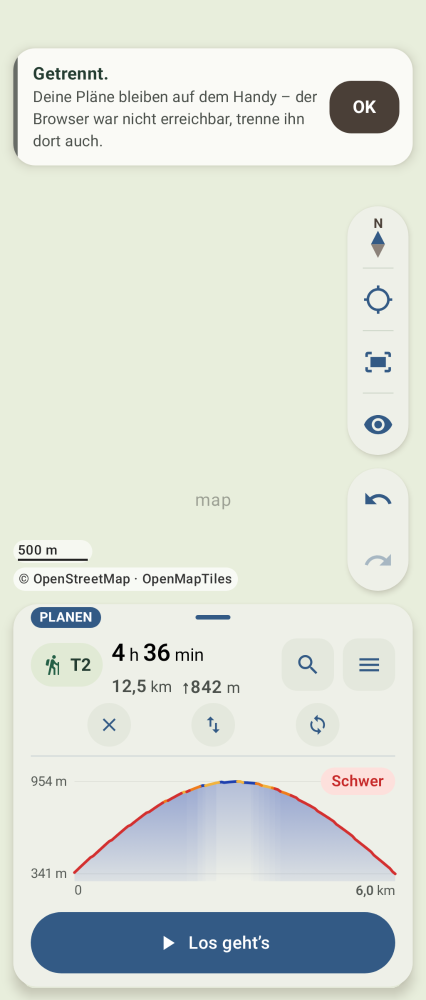 Getrennt.
Deine Pläne bleiben auf dem Handy – der
Browser war nicht erreichbar, trenne ihn
dort auch.
OK
N
map
500 m
© OpenStreetMap · OpenMapTiles
PLANEN
T2
4 h 36 min
12,5 km ↑842 m
954 m
Schwer
341 m
0
6,0 km
Los geht's